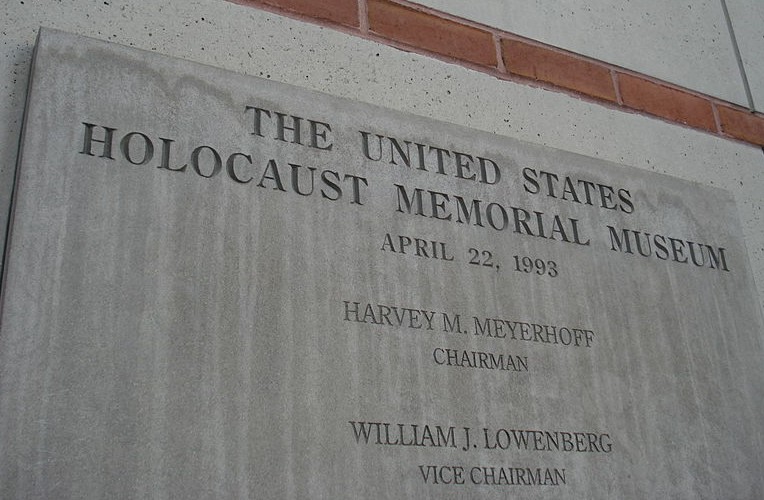 THE UNITED STATES
HOLOCAUST MEMORIAL MUSEUM
APRIL 22, 1993
HARVEY M. MEYERHOFF
CHAIRMAN
WILLIAM J. LOWENBERG
VICE CHAIRMAN